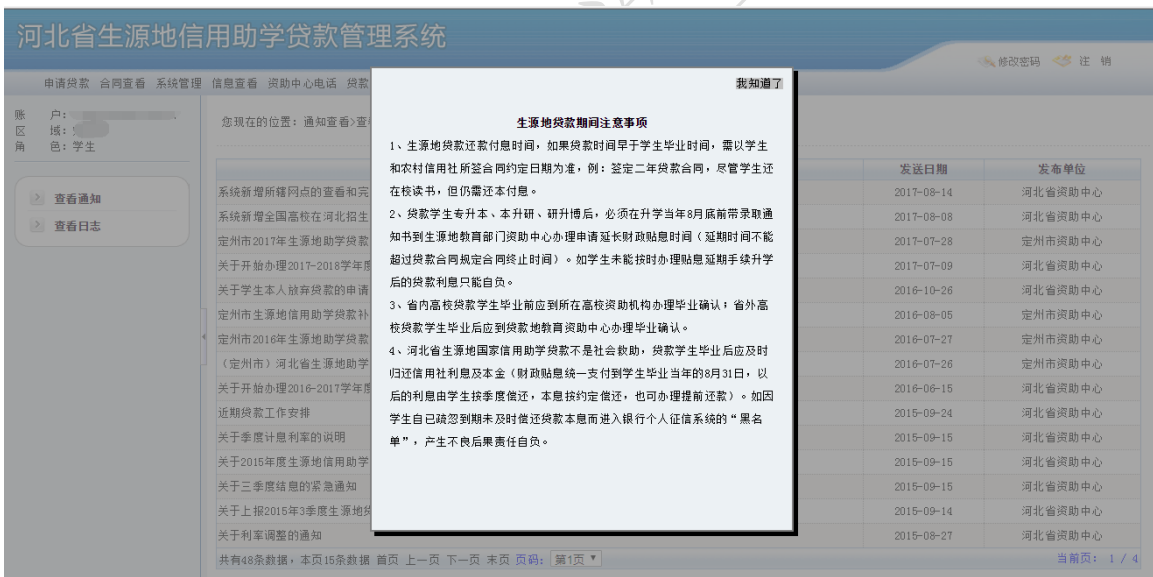 河北省生源地信用助学贷款管理系统
修改密码 注 销
申请贷款 合同查看 系统管理 信息查看 资助中心电话 贷款
我知道了
账 户:
区 域:
角 色:学生
您现在的位置:通知查看>查
生源地贷款期间注意事项
1、生源地贷款还款付息时间,如果贷款时间早于学生毕业时间,需以学生
和农村信用社所签合同约定日期为准,例:签定二年贷款合同,尽管学生还
在校读书,但仍需还本付息。
2、贷款学生专升本、本升研、研升博后,必须在升学当年8月底前带录取通
知书到生源地教育部门资助中心办理申请延长财政贴息时间(延期时间不能
超过贷款合同规定合同终止时间)。如学生未能按时办理贴息延期手续升学
后的贷款利息只能自负。
3、省内高校贷款学生毕业前应到所在高校资助机构办理毕业确认;省外高
校贷款学生毕业后应到贷款地教育资助中心办理毕业确认。
4、河北省生源地国家信用助学贷款不是社会救助,贷款学生毕业后应及时
归还信用社利息及本金(财政贴息统一支付到学生毕业当年的8月31日,以
后的利息由学生按季度偿还,本息按约定偿还,也可办理提前还款)。如因
学生自已疏忽到期未及时偿还贷款本息而进入银行个人征信系统的“黑名
单”,产生不良后果责任自负。
查看通知
查看日志
发送日期 发布单位
系统新增所辖网点的查看和完 2017-08-14 河北省资助中心
系统新增全国高校在河北招生 2017-08-08 河北省资助中心
定州市2017年生源地助学贷款 2017-07-28 定州市资助中心
关于开始办理2017-2018学年度 2017-07-09 河北省资助中心
关于学生本人放弃贷款的申请 2016-10-26 河北省资助中心
定州市生源地信用助学贷款补 2016-08-05 定州市资助中心
定州市2016年生源地助学贷款 2016-07-27 定州市资助中心
(定州市)河北省生源地助学 2016-07-26 定州市资助中心
关于开始办理2016-2017学年度 2016-06-15 河北省资助中心
近期贷款工作安排 2015-09-24 河北省资助中心
关于季度计息利率的说明 2015-09-15 河北省资助中心
关于2015年度生源地信用助学 2015-09-15 河北省资助中心
关于三季度结息的紧急通知 2015-09-15 河北省资助中心
关于上报2015年3季度生源地 2015-09-14 河北省资助中心
关于利率调整的通知 2015-08-27 河北省资助中心
共有48条数据,本页15条数据 首页 上一页 下一页 末页 页码: 第1页 当前页: 1 / 4